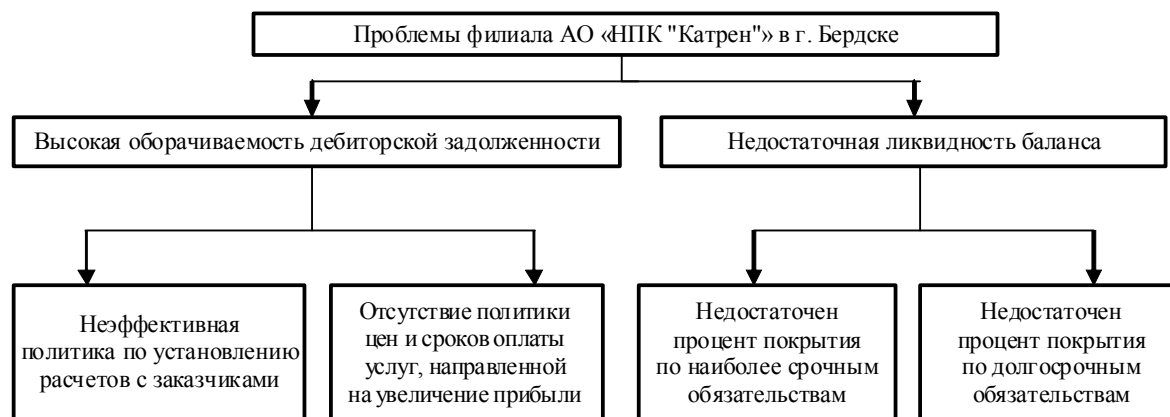 Проблемы филиала АО «НПК "Катрен"» в г. Бердске
Высокая оборачиваемость дебиторской задолженности
Недостаточная ликвидность баланса
Неэффективная
политика по установлению
расчетов с заказчиками
Отсутствие политики
цен и сроков оплаты
услуг, направленной
на увеличение прибыли
Недостаточен
процент покрытия
по наиболее срочным
обязательствам
Недостаточен
процент покрытия
по долгосрочным
обязательствам